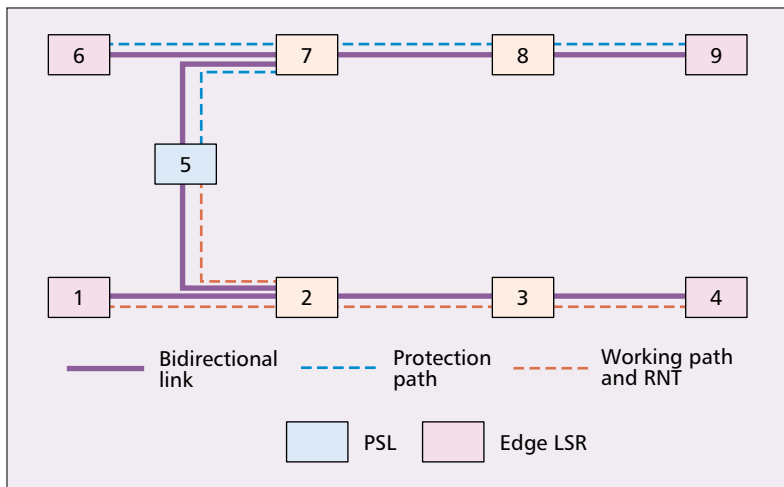 6 7 8 9
5
1 2 3 4
Bidirectional
link
Protection
path
Working path
and RNT
PSL
Edge LSR